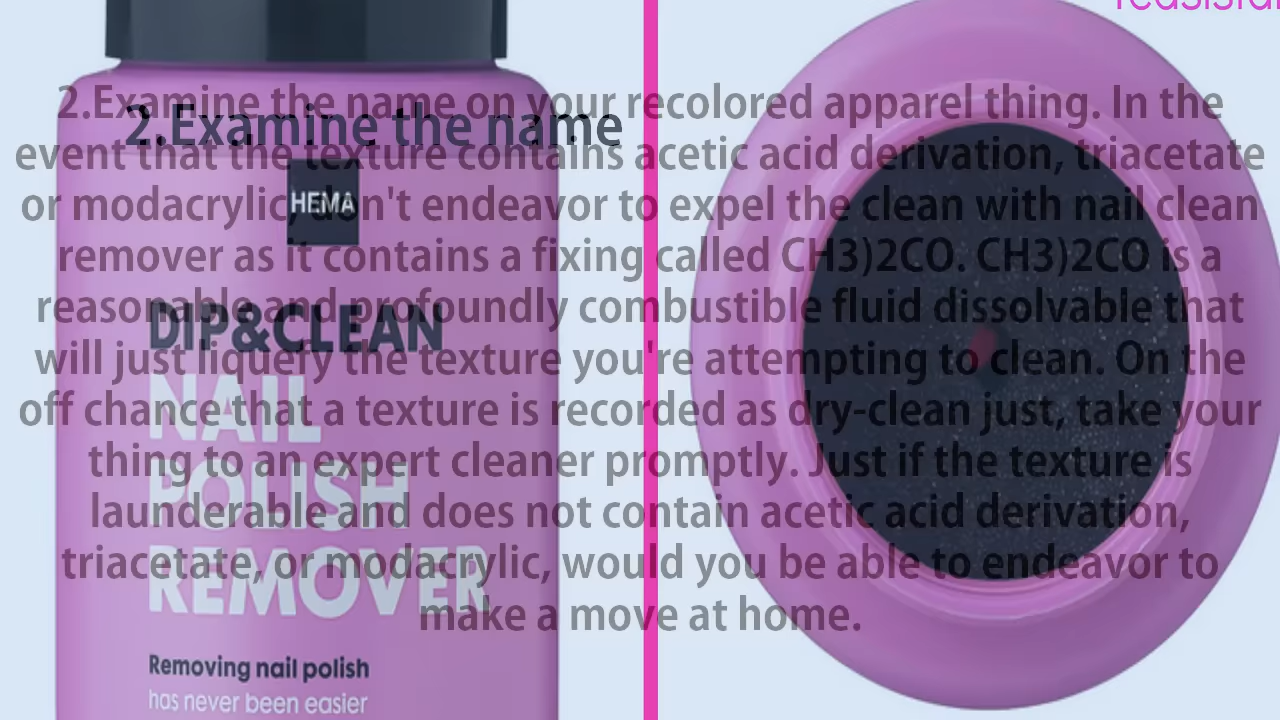 2.Examine the name on your recolored apparel thing. In the
event that the texture contains acetic acid derivation, triacetate
or modacrylic, don't endeavor to expel the clean with nail clean
remover as it contains a fixing called CH3)2CO. CH3)2CO is a
reasonable and profoundly combustible fluid dissolvable that
will just liquery the texture you're attempting to clean. On the
off chance that a texture is recorded as dry-clean just, take your
thing to an expert cleaner promptly. Just if the texture is
launderable and does not contain acetic acid derivation,
triacetate, or modacrylic, would you be able to endeavor to
make a move at home.
2.Examine the name
HEMA
DIP&CLEAN
NAIL
POLISH
REMOVER
Removing nail polish
has never been easier